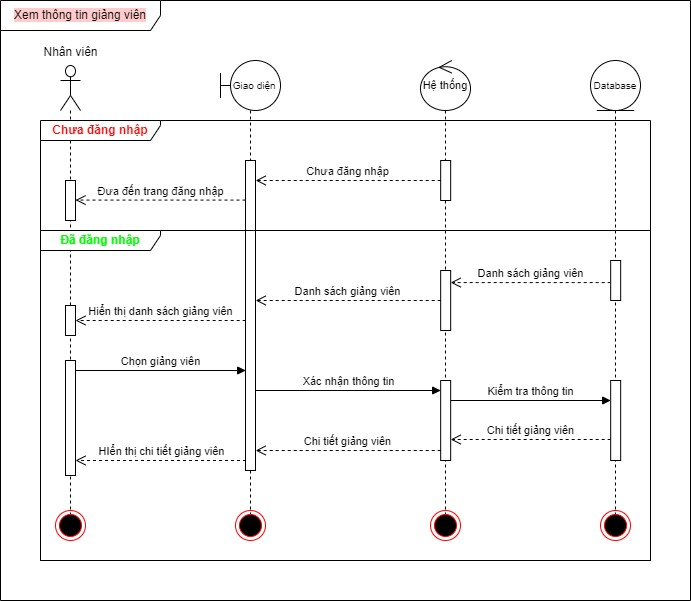 Xem thông tin giảng viên
Nhân viên
Giao diện
Hệ thống
Database
Chưa đăng nhập
Chưa đăng nhập
Đưa đến trang đăng nhập
Đã đăng nhập
Danh sách giảng viên
Danh sách giảng viên
Hiển thị danh sách giảng viên
Chọn giảng viên
Xác nhận thông tin
Kiểm tra thông tin
Chi tiết giảng viên
Chi tiết giảng viên
HIển thị chi tiết giảng viên